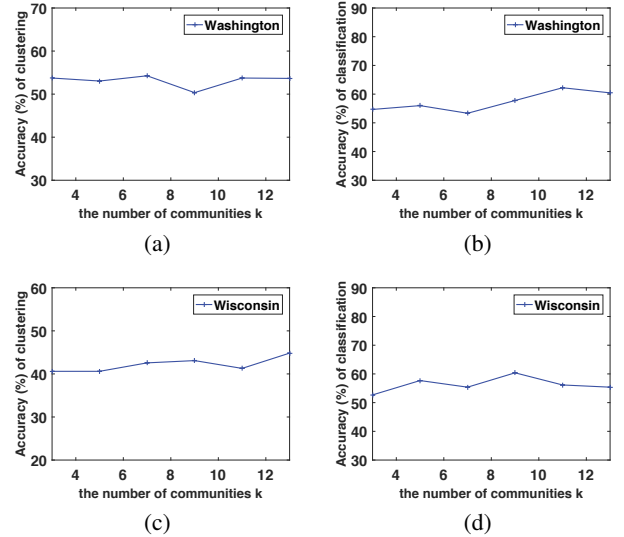 70
60
50
40
30
Accuracy (%) of clustering
Washington
4 6 8 10 12
the number of communities k
(a)
90
80
70
60
50
40
30
Accuracy (%) of classification
Washington
4 6 8 10 12
the number of communities k
(b)
60
50
40
30
20
Accuracy (%) of clustering
Wisconsin
4 6 8 10 12
the number of communities k
(c)
90
80
70
60
50
40
30
Accuracy (%) of classification
Wisconsin
4 6 8 10 12
the number of communities k
(d)